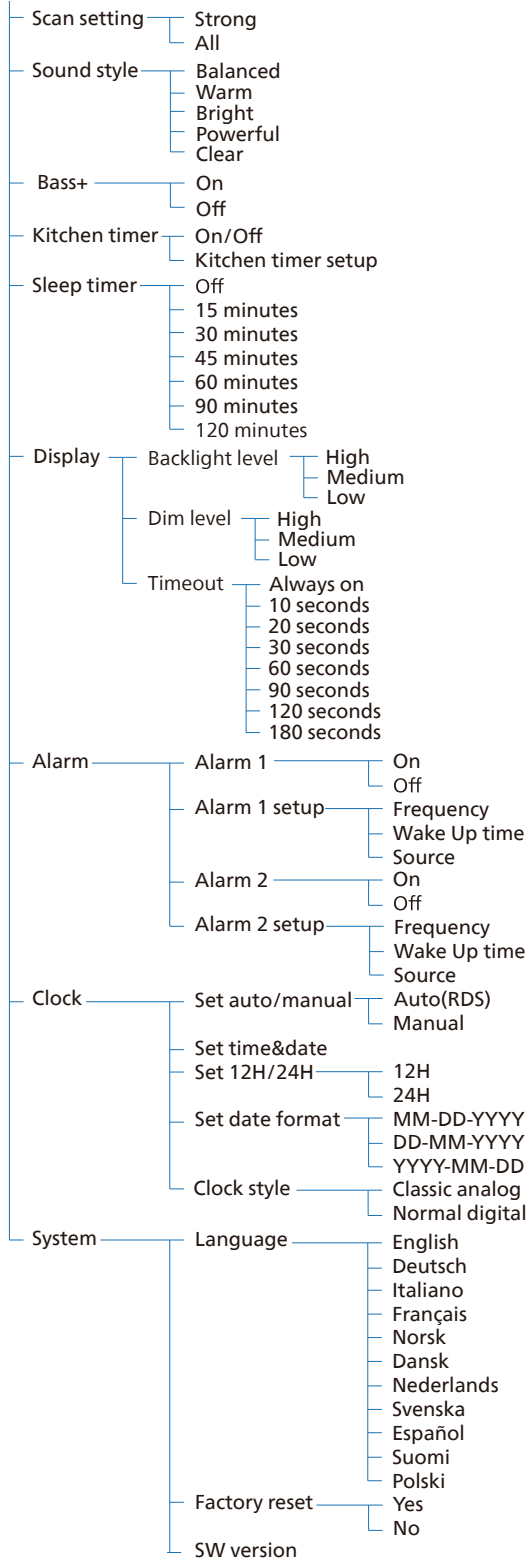 Scan setting Strong
All
Sound style Balanced
Warm
Bright
Powerful
Clear
Bass+ On
Off
Kitchen timer On/Off
Kitchen timer setup
Sleep timer Off
15 minutes
30 minutes
45 minutes
60 minutes
90 minutes
120 minutes
Display Backlight level High
Medium
Low
Dim level High
Medium
Low
Timeout Always on
10 seconds
20 seconds
30 seconds
60 seconds
90 seconds
120 seconds
180 seconds
Alarm Alarm 1 On
Off
Alarm 1 setup Frequency
Wake Up time
Source
Alarm 2 On
Off
Alarm 2 setup Frequency
Wake Up time
Source
Clock Set auto/manual Auto(RDS)
Manual
Set time&date
Set 12H/24H 12H
24H
Set date format MM-DD-YYYY
DD-MM-YYYY
YYYY-MM-DD
Clock style Classic analog
Normal digital
System Language English
Deutsch
Italiano
Français
Norsk
Dansk
Nederlands
Svenska
Español
Suomi
Polski
Factory reset Yes
No
SW version